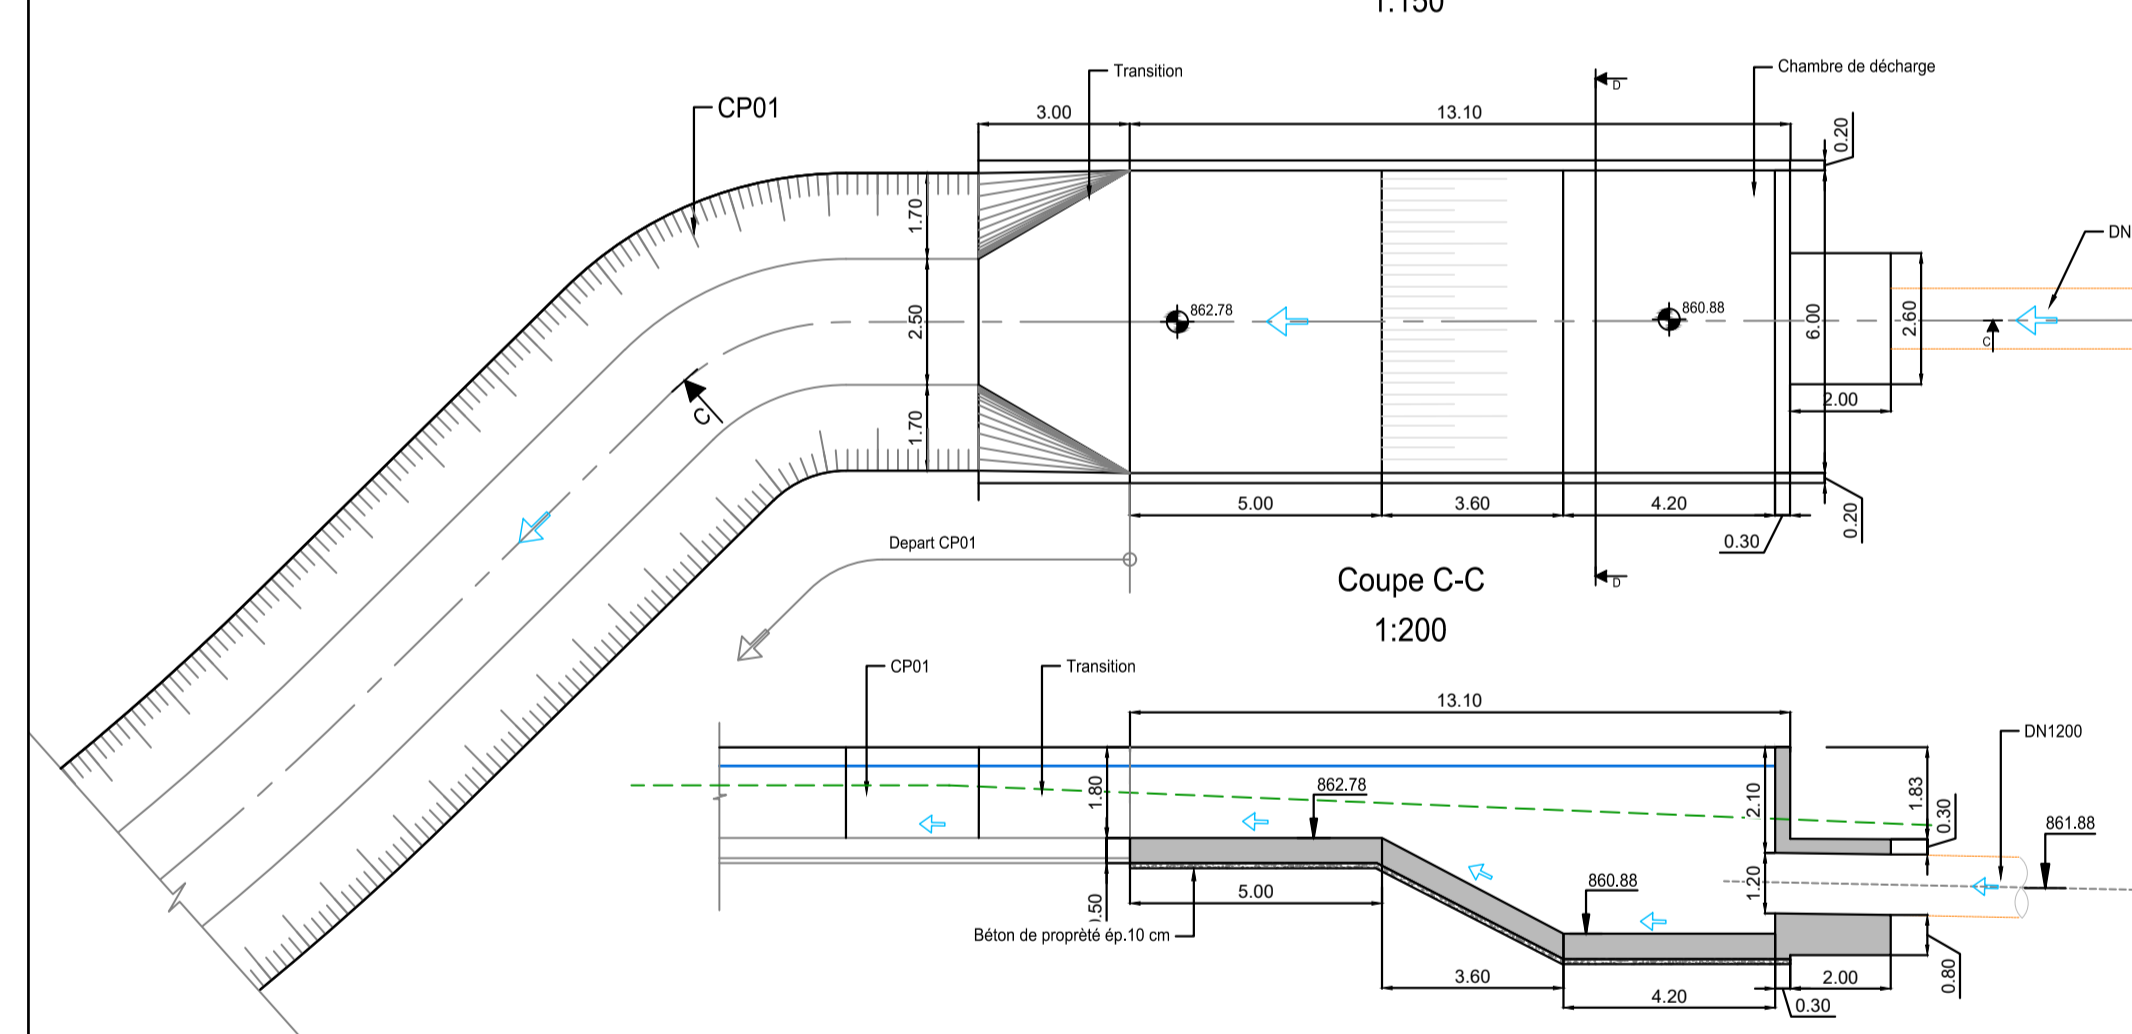 1:150
Transition
Chambre de décharge
CP01
D
3.00
13.10
0.20
1.70
DN
862.78
860.88
2.50
6.00
2.60
C
2.00
C
1.70
5.00
3.60
4.20
0.20
0.30
Depart CP01
Coupe C-C
D
1:200
CP01
Transition
13.10
DN1200
1.80
862.78
2.10
1.83
0.30
861.88
5.00
860.88
1.20
.50
Béton de proprèté ép.10 cm
3.60
2.00
0.80
4.20
0.30